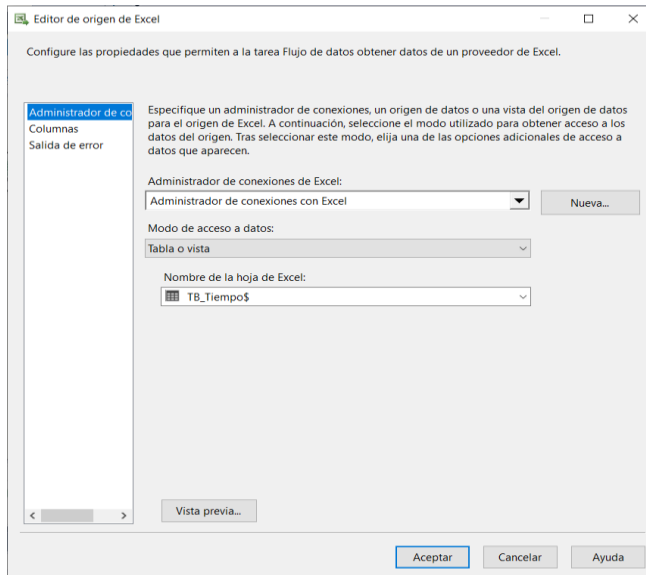 Editor de origen de Excel
Configure las propiedades que permiten a la tarea Flujo de datos obtener datos de un proveedor de Excel.
Administrador de co
Columnas
Salida de error
Especifique un administrador de conexiones, un origen de datos o una vista del origen de datos
para el origen de Excel. A continuación, seleccione el modo utilizado para obtener acceso a los
datos del origen. Tras seleccionar este modo, elija una de las opciones adicionales de acceso a
datos que aparecen.
Administrador de conexiones de Excel:
Administrador de conexiones con Excel
Nueva...
Modo de acceso a datos:
Tabla o vista
Nombre de la hoja de Excel:
TB_Tiempo$
Vista previa...
Aceptar
Cancelar
Ayuda